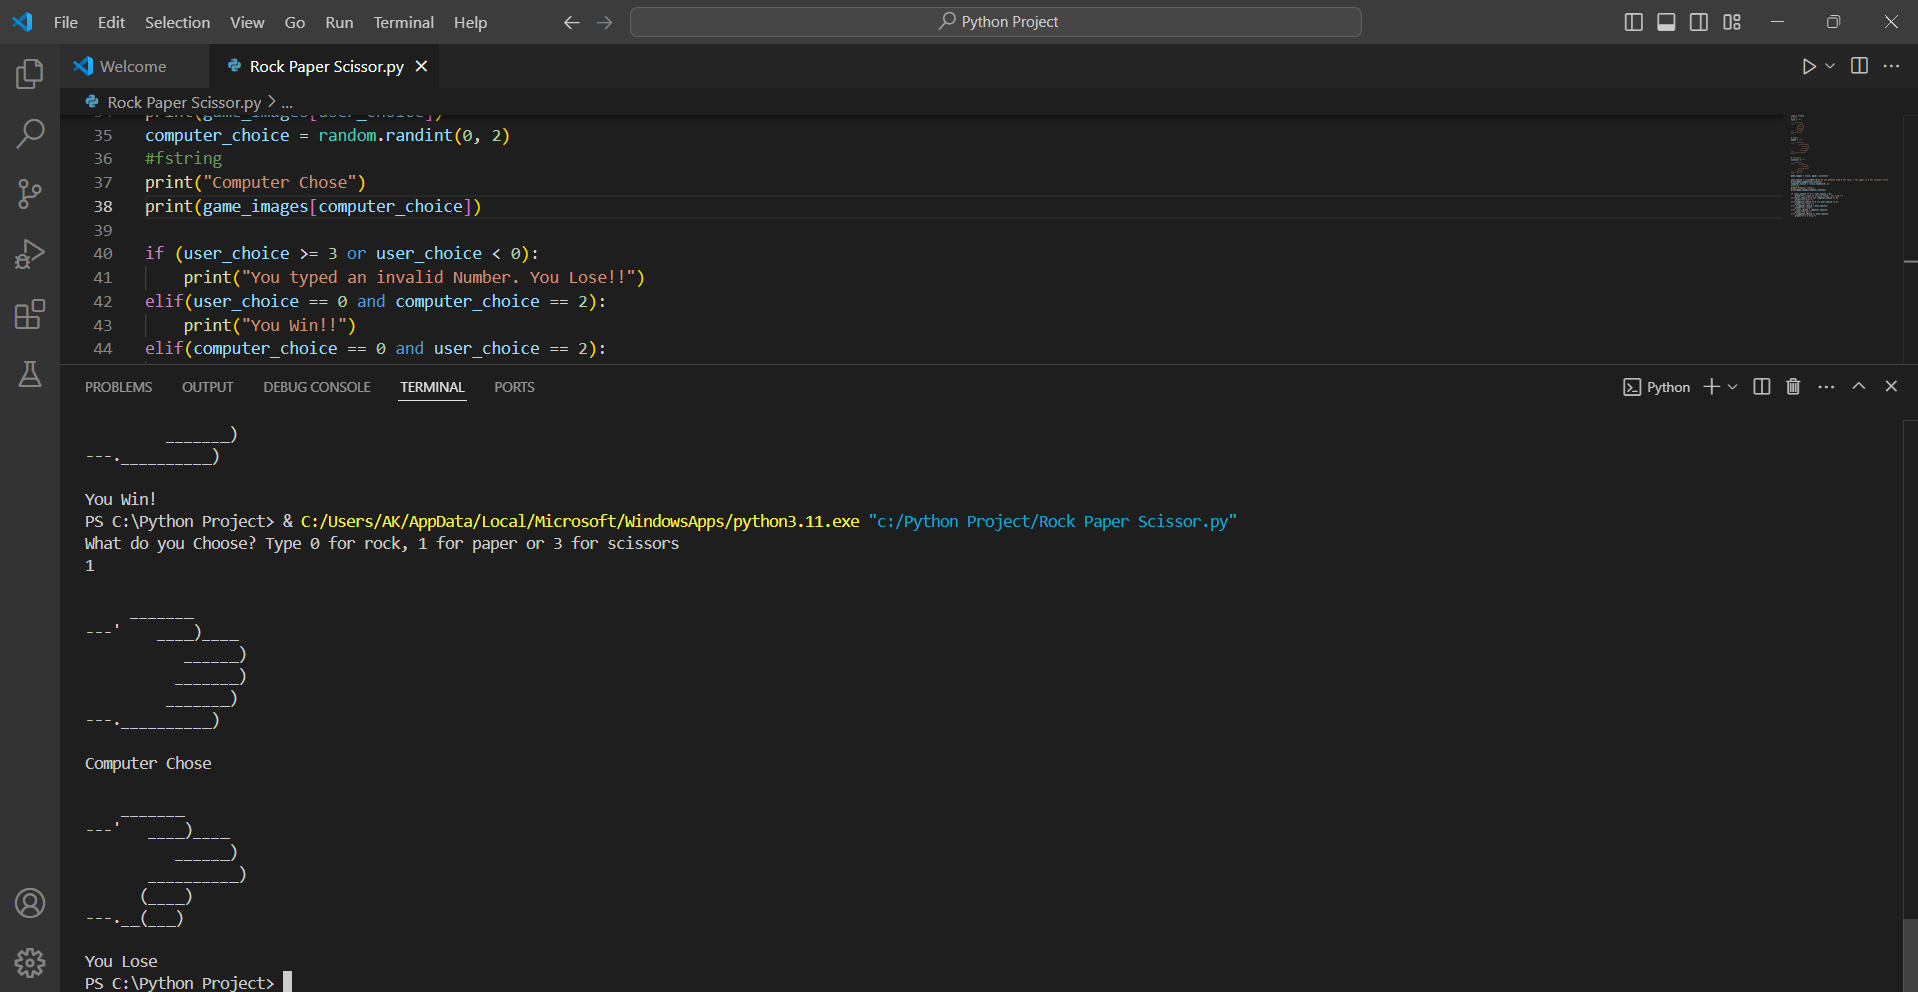 File Edit Selection View Go Run Terminal Help
Python Project
Welcome
Rock Paper Scissor.py
Rock Paper Scissor.py > ...
35 computer_choice = random.randint(0, 2)
36 #fstring
37 print("Computer Chose")
38 print(game_images[computer_choice])
39
40 if (user_choice >= 3 or user_choice < 0):
41     print("You typed an invalid Number. You Lose!!")
42 elif(user_choice == 0 and computer_choice == 2):
43     print("You Win!!")
44 elif(computer_choice == 0 and user_choice == 2):
PROBLEMS OUTPUT DEBUG CONSOLE TERMINAL PORTS
Python
         _______)
---.__________)
You Win!
PS C:\Python Project> & C:/Users/AK/AppData/Local/Microsoft/WindowsApps/python3.11.exe "c:/Python Project/Rock Paper Scissor.py"
What do you Choose? Type 0 for rock, 1 for paper or 3 for scissors
1
     _______
---'    ____)____
           ______)
          _______)
         _______)
---.__________)
Computer Chose
    _______
---'   ____)____
          ______)
       __________)
      (____)
---.__(___)
You Lose
PS C:\Python Project>